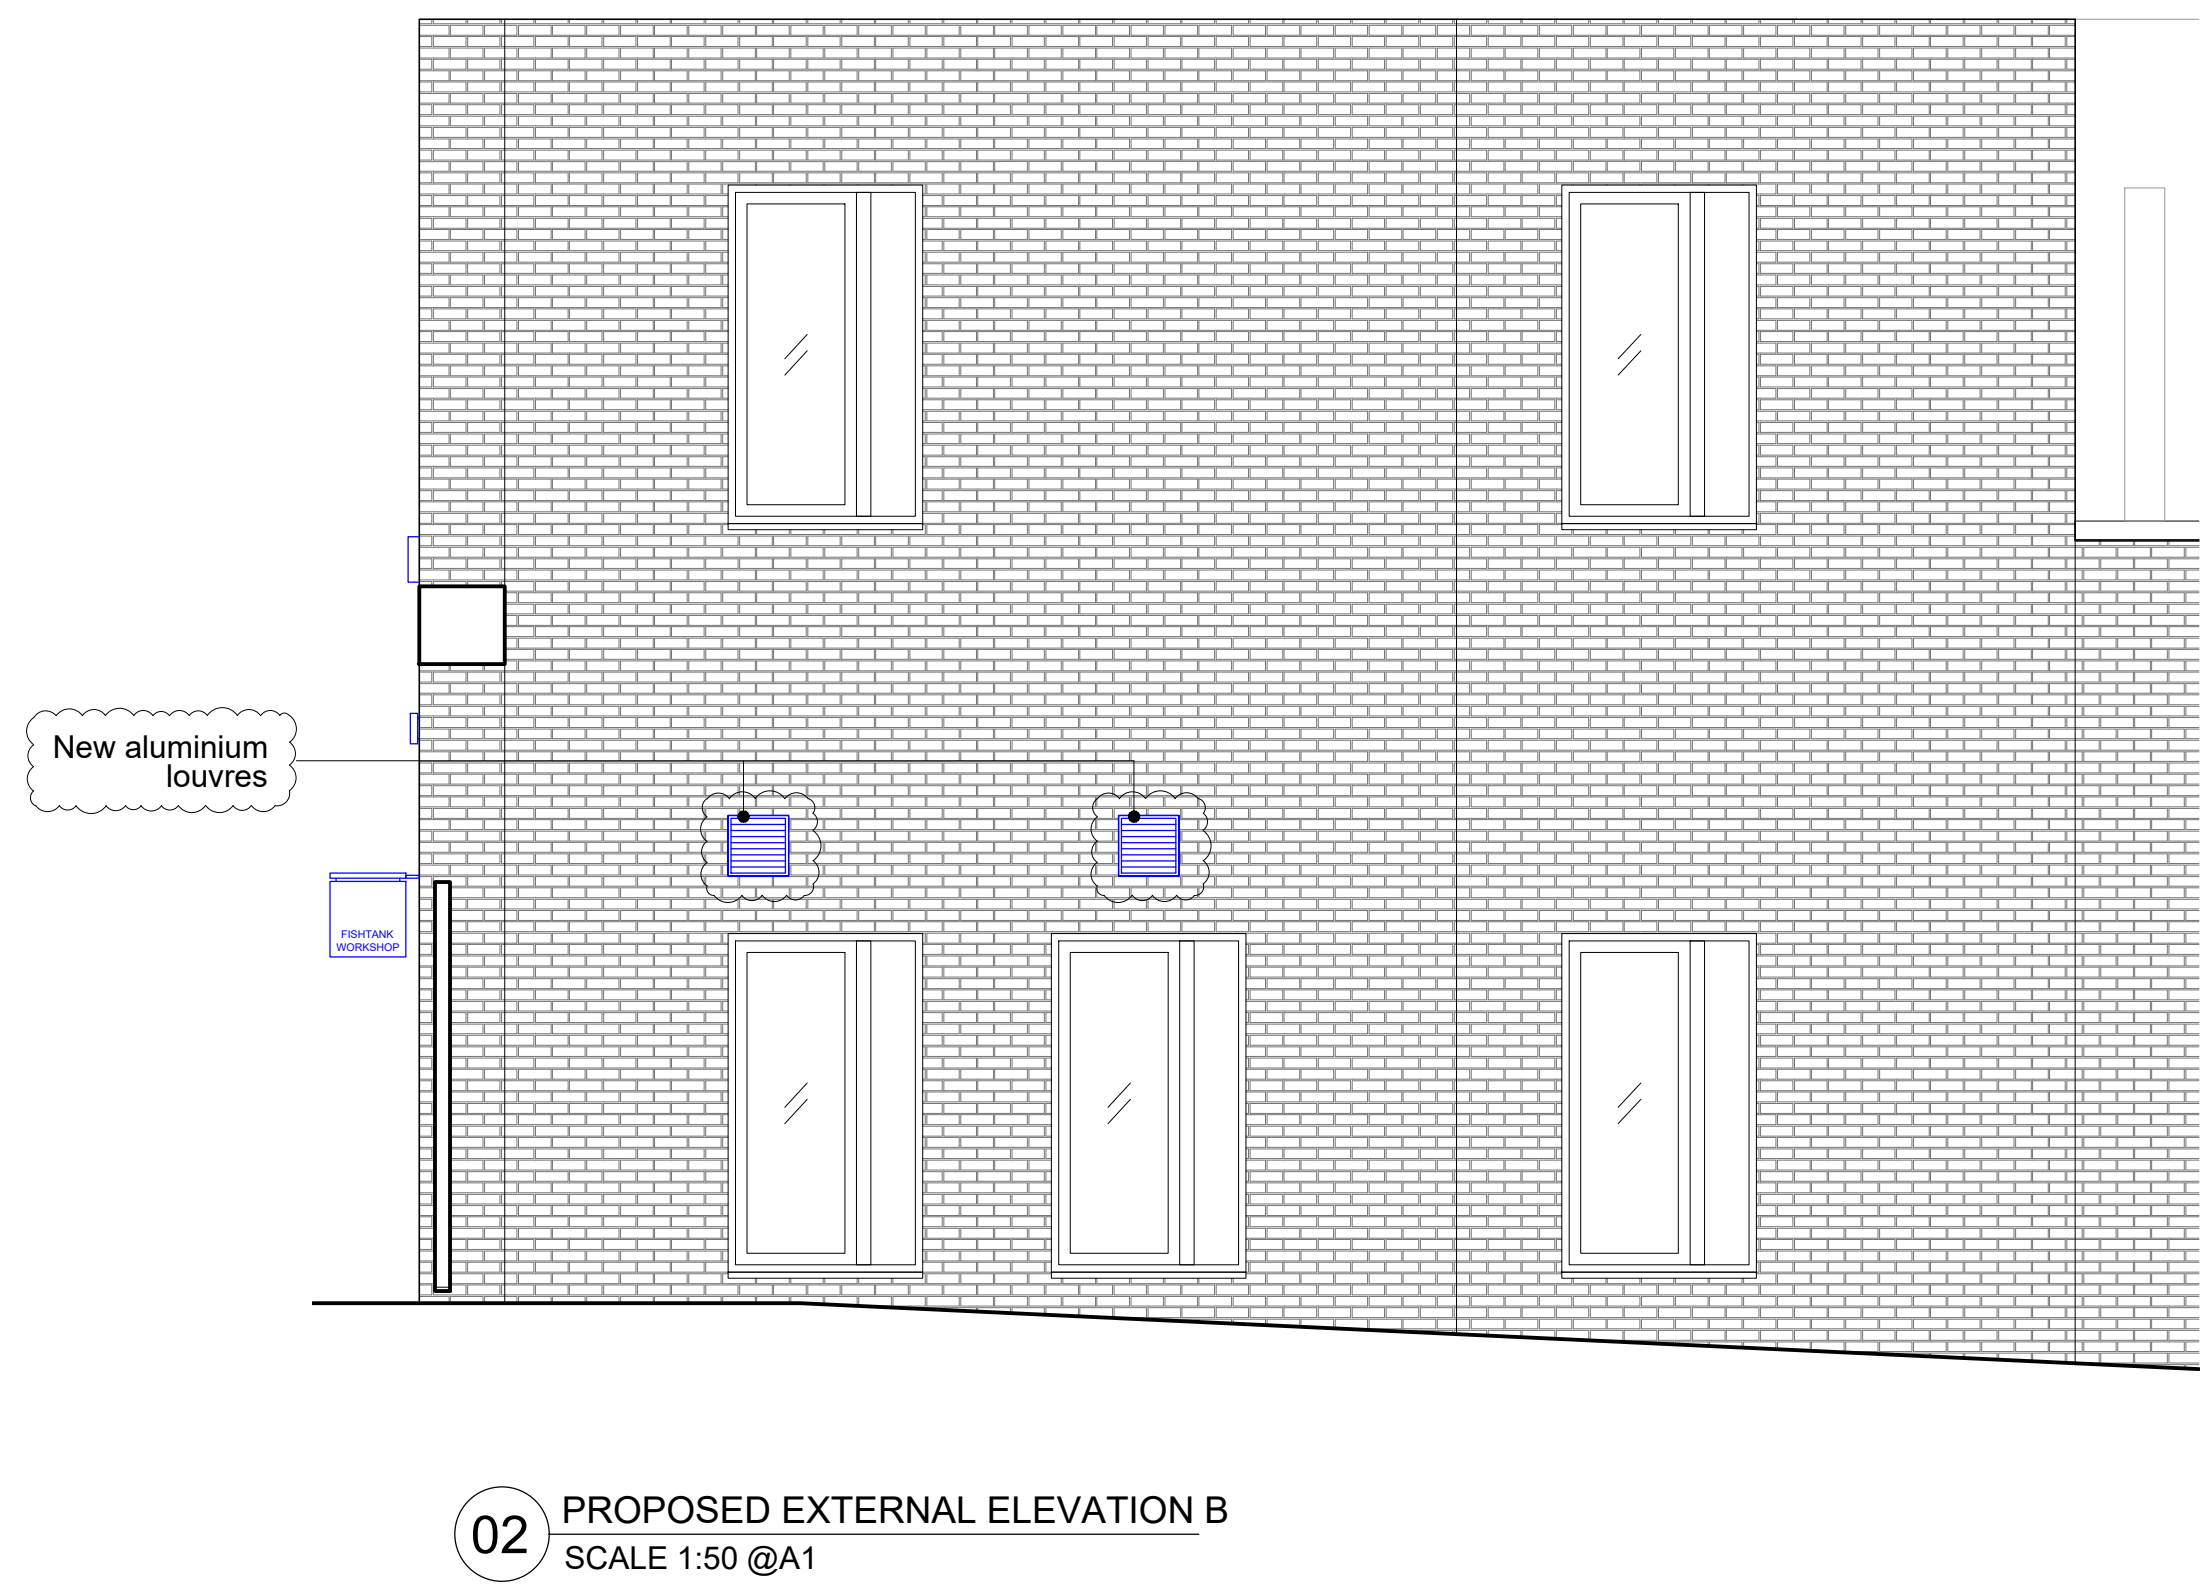 New aluminium
louvres
FISHTANK
WORKSHOP
02
PROPOSED EXTERNAL ELEVATION B
SCALE 1:50 @A1